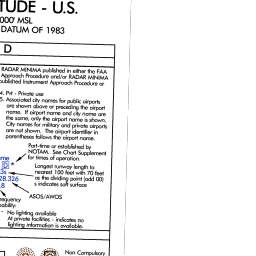 TUDE - U.S.
000' MSL
DATUM OF 1983
D
RADAR MINIMA published in either the FAA
Approach Procedure and/or RADAR MINIMA
published Instrument Approach Procedure or
4. Pvt - Private use
5. Associated city names for public airports
are shown above or preceding the airport
name. If airport name and city name are
the same, only the airport name is shown.
City names for military and private airports
are not shown. The airport identifier in
parentheses follows the airport name.
Part-time or established by
NOTAM. See Chart Supplement
for times of operation.
Longest runway length to
nearest 100 feet with 70 feet
as the dividing point (add 00)
s indicates soft surface
28.326
ASOS/AWOS
- No lighting available
At private facilities - indicates no
lighting information is available.
Non Compulsory